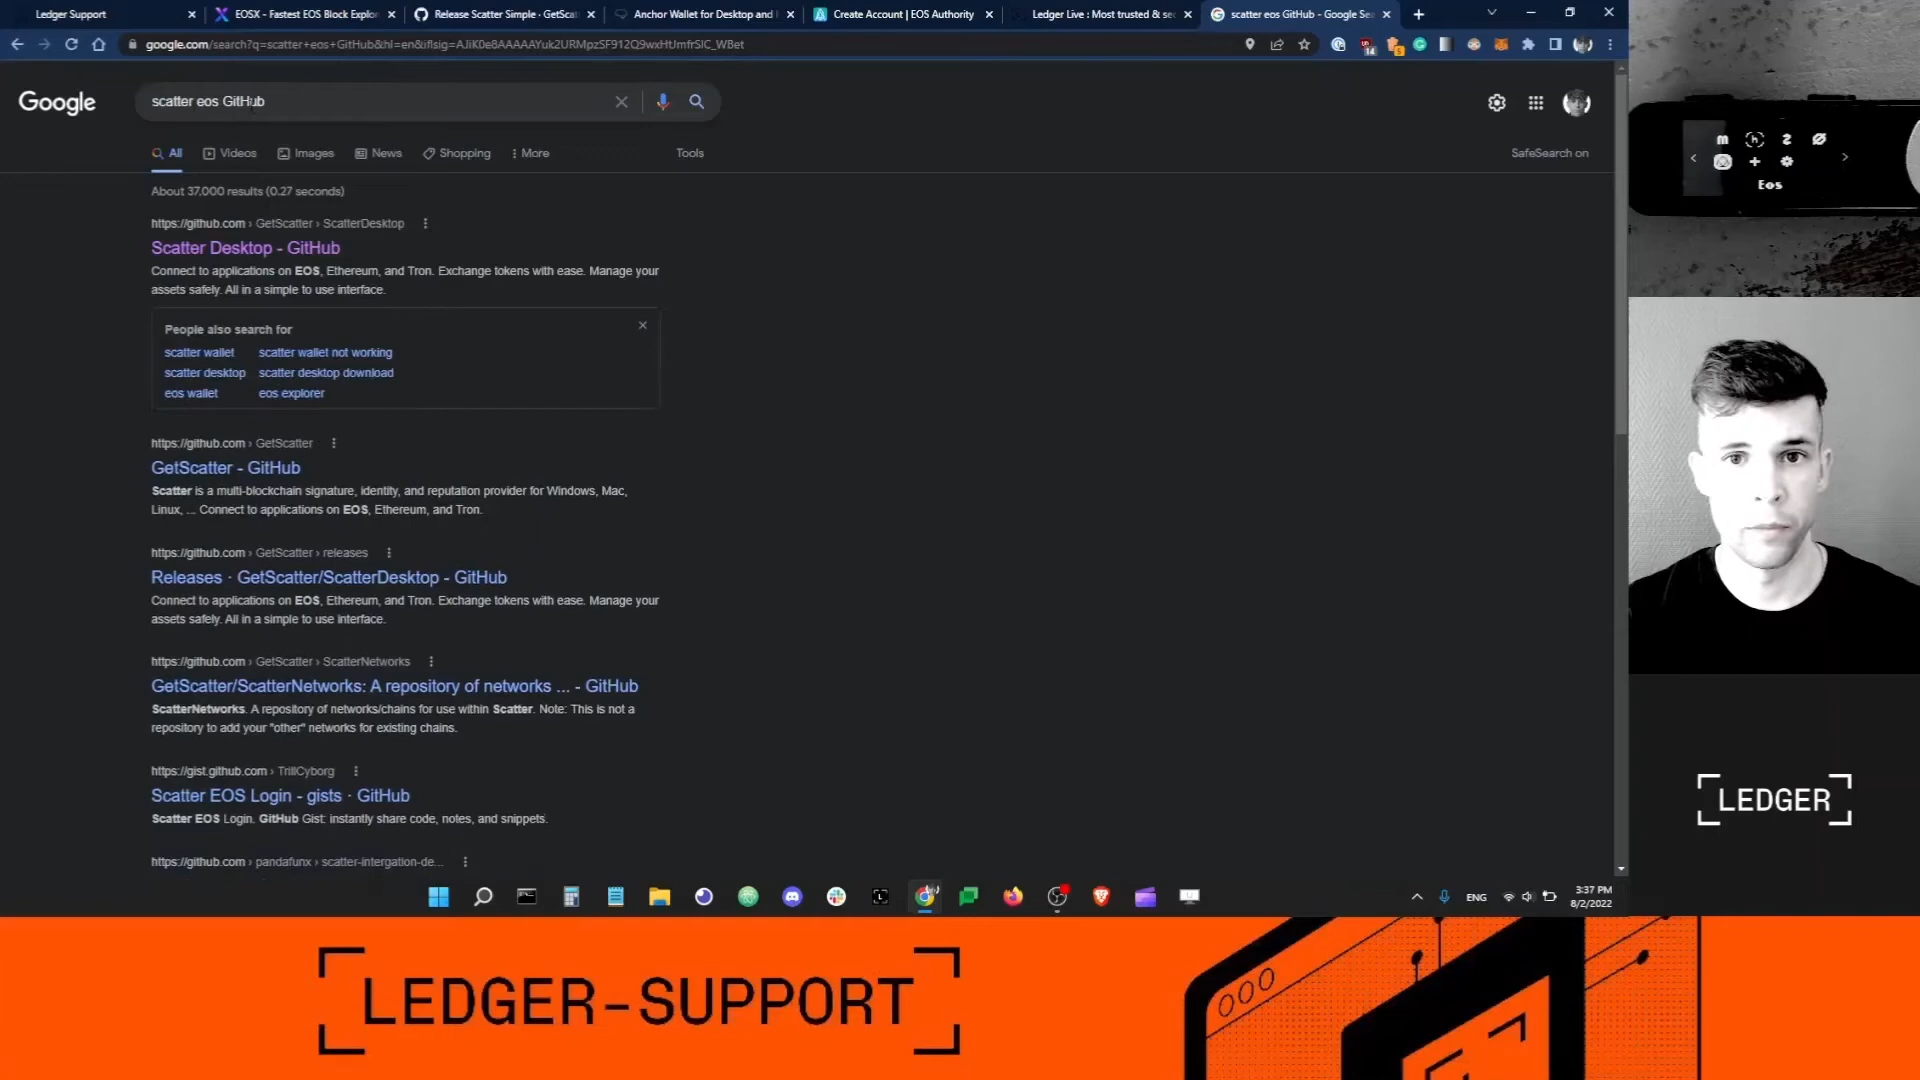 Ledger Support
EOSX - Fastest EOS Block Explor
Release Scatter Simple · GetScat
Anchor Wallet for Desktop and
Create Account | EOS Authority
Ledger Live : Most trusted & se
scatter eos GitHub - Google Sea
google.com/search?q=scatter+eos+GitHub&hl=en&iflsig=AJiK0e8AAAAAYuk2URMpzSF912Q9wxHtJmfrSIC_WBet
Google
scatter eos GitHub
All
Videos
Images
News
Shopping
More
Tools
SafeSearch on
About 37,000 results (0.27 seconds)
https://github.com › GetScatter › ScatterDesktop
Scatter Desktop - GitHub
Connect to applications on EOS, Ethereum, and Tron. Exchange tokens with ease. Manage your
assets safely. All in a simple to use interface.
People also search for
scatter wallet
scatter wallet not working
scatter desktop
scatter desktop download
eos wallet
eos explorer
https://github.com › GetScatter
GetScatter - GitHub
Scatter is a multi-blockchain signature, identity, and reputation provider for Windows, Mac,
Linux, ... Connect to applications on EOS, Ethereum, and Tron.
https://github.com › GetScatter › releases
Releases · GetScatter/ScatterDesktop - GitHub
Connect to applications on EOS, Ethereum, and Tron. Exchange tokens with ease. Manage your
assets safely. All in a simple to use interface.
https://github.com › GetScatter › ScatterNetworks
GetScatter/ScatterNetworks: A repository of networks ... - GitHub
ScatterNetworks. A repository of networks/chains for use within Scatter. Note: This is not a
repository to add your "other" networks for existing chains.
https://gist.github.com › TrillCyborg
Scatter EOS Login - gists · GitHub
Scatter EOS Login. GitHub Gist: instantly share code, notes, and snippets.
https://github.com › pandafunx › scatter-intergation-de...
ENG
3:37 PM
8/2/2022
Eos
LEDGER
LEDGER-SUPPORT